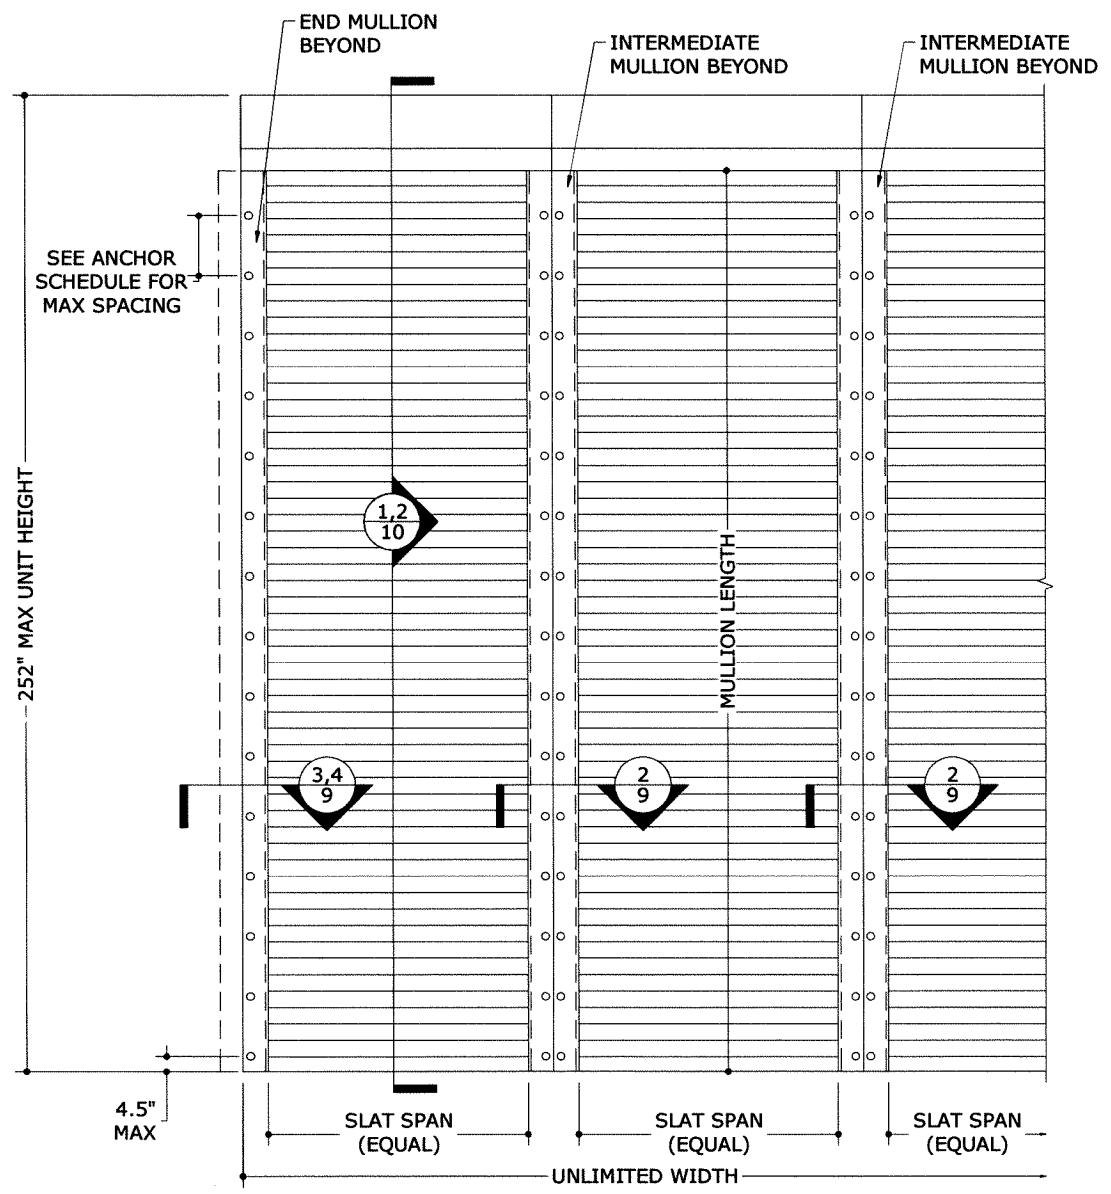 END MULLION
BEYOND
INTERMEDIATE
MULLION BEYOND
INTERMEDIATE
MULLION BEYOND
SEE ANCHOR
SCHEDULE FOR
MAX SPACING
252" MAX UNIT HEIGHT
1,2
10
MULLION LENGTH
3,4
9
2
9
2
9
4.5"
MAX
SLAT SPAN
(EQUAL)
SLAT SPAN
(EQUAL)
SLAT SPAN
(EQUAL)
UNLIMITED WIDTH